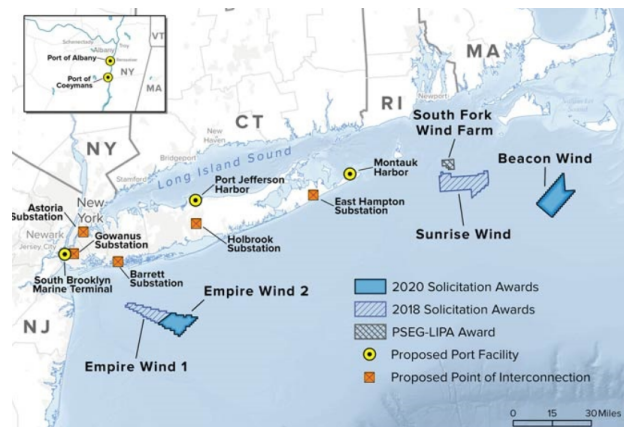 Schenectady
Troy
VT
Albany
Port of Albany
NY
Port of
Coeymans
MA
MA
RI
CT
NY
NJ
Newport
South Fork
Wind Farm
Beacon Wind
Sunrise Wind
New
Haven
Bridgeport
Stamford
Long Island Sound
Port Jefferson
Harbor
Montauk
Harbor
East Hampton
Substation
Holbrook
Substation
Astoria
Substation
New
York
Newark
Jersey City
Gowanus
Substation
South Brooklyn
Marine Terminal
Barrett
Substation
Empire Wind 2
Empire Wind 1
2020 Solicitation Awards
2018 Solicitation Awards
PSEG-LIPA Award
Proposed Port Facility
Proposed Point of Interconnection
0 15 30 Miles